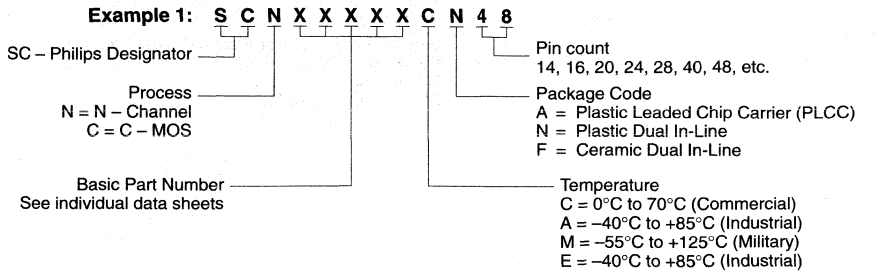 Example 1: S C N X X X X X C N 4 8
SC – Philips Designator
Process
N = N – Channel
C = C – MOS
Basic Part Number
See individual data sheets
Pin count
14, 16, 20, 24, 28, 40, 48, etc.
Package Code
A = Plastic Leaded Chip Carrier (PLCC)
N = Plastic Dual In-Line
F = Ceramic Dual In-Line
Temperature
C = 0°C to 70°C (Commercial)
A = –40°C to +85°C (Industrial)
M = –55°C to +125°C (Military)
E = –40°C to +85°C (Industrial)